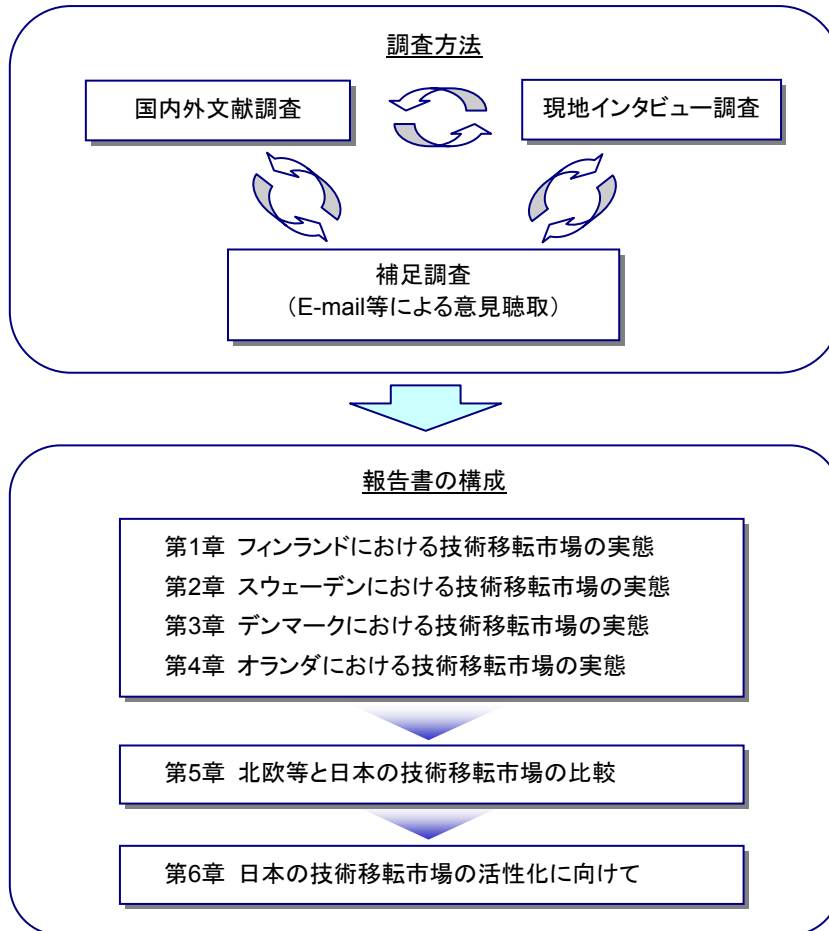 調査方法
国内外文献調査
現地インタビュー調査
補足調査
(E-mail等による意見聴取)
報告書の構成
第1章 フィンランドにおける技術移転市場の実態
第2章 スウェーデンにおける技術移転市場の実態
第3章 デンマークにおける技術移転市場の実態
第4章 オランダにおける技術移転市場の実態
第5章 北欧等と日本の技術移転市場の比較
第6章 日本の技術移転市場の活性化に向けて